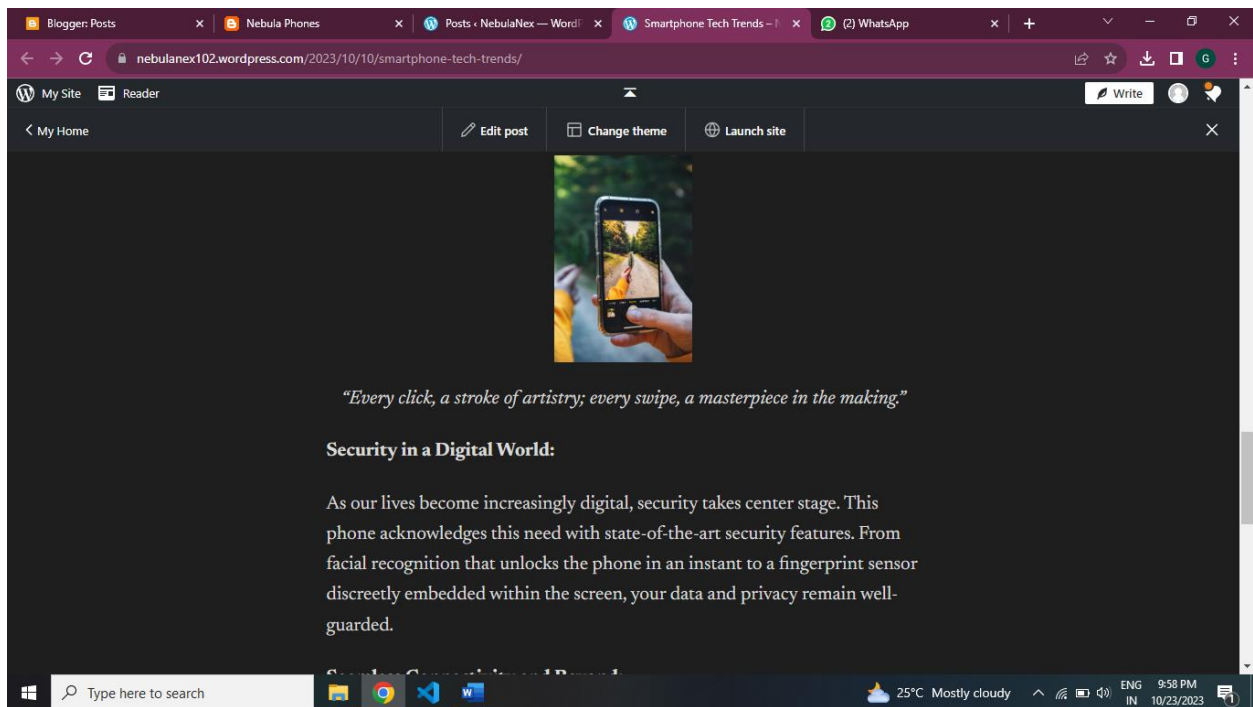 Blogger: Posts
Nebula Phones
Posts ‹ NebulaNex — Word
Smartphone Tech Trends –
(2) WhatsApp
nebulanex102.wordpress.com/2023/10/10/smartphone-tech-trends/
G
My Site
Reader
Write
My Home
Edit post
Change theme
Launch site
“Every click, a stroke of artistry; every swipe, a masterpiece in the making.”
Security in a Digital World:
As our lives become increasingly digital, security takes center stage. This
phone acknowledges this need with state-of-the-art security features. From
facial recognition that unlocks the phone in an instant to a fingerprint sensor
discreetly embedded within the screen, your data and privacy remain well-
guarded.
Type here to search
25°C Mostly cloudy
ENG
IN
9:58 PM
10/23/2023
1